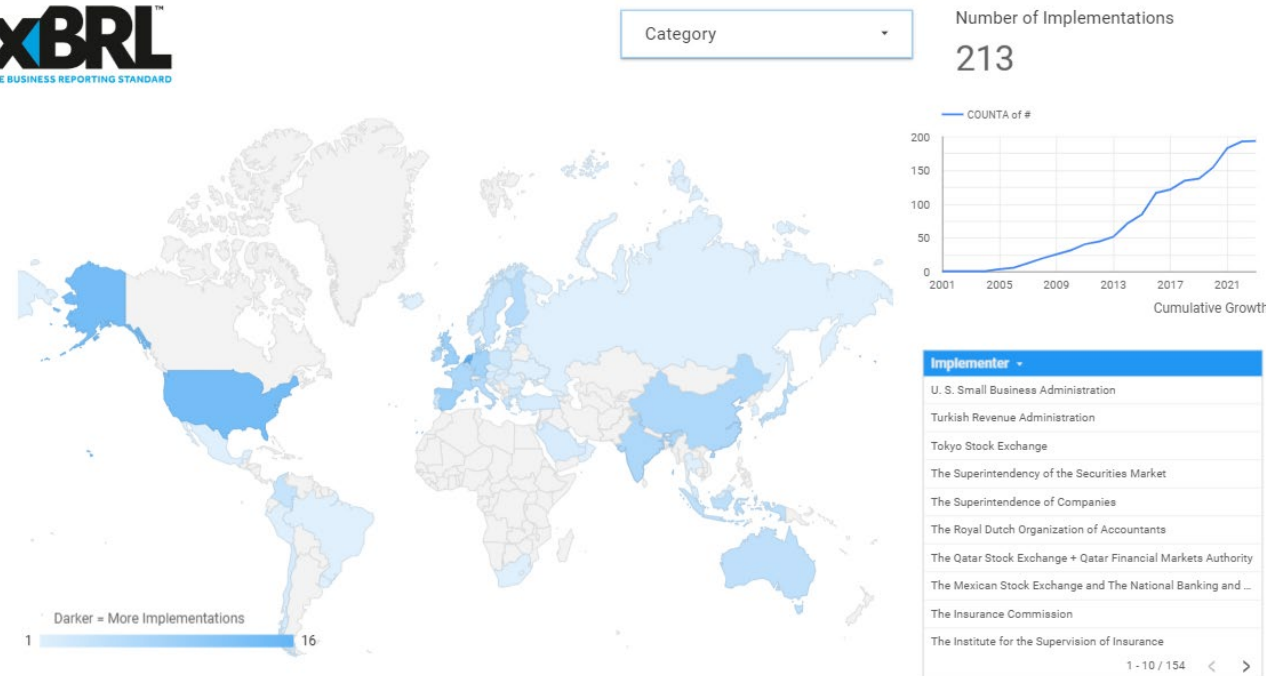 XBRL™
E BUSINESS REPORTING STANDARD
Category
Number of Implementations
213
COUNTA of #
200
150
100
50
0
2001 2005 2009 2013 2017 2021
Cumulative Growth
Implementer
U. S. Small Business Administration
Turkish Revenue Administration
Tokyo Stock Exchange
The Superintendency of the Securities Market
The Superintendence of Companies
The Royal Dutch Organization of Accountants
The Qatar Stock Exchange + Qatar Financial Markets Authority
The Mexican Stock Exchange and The National Banking and ...
The Insurance Commission
The Institute for the Supervision of Insurance
1 - 10 / 154 < >
Darker = More Implementations
1 16